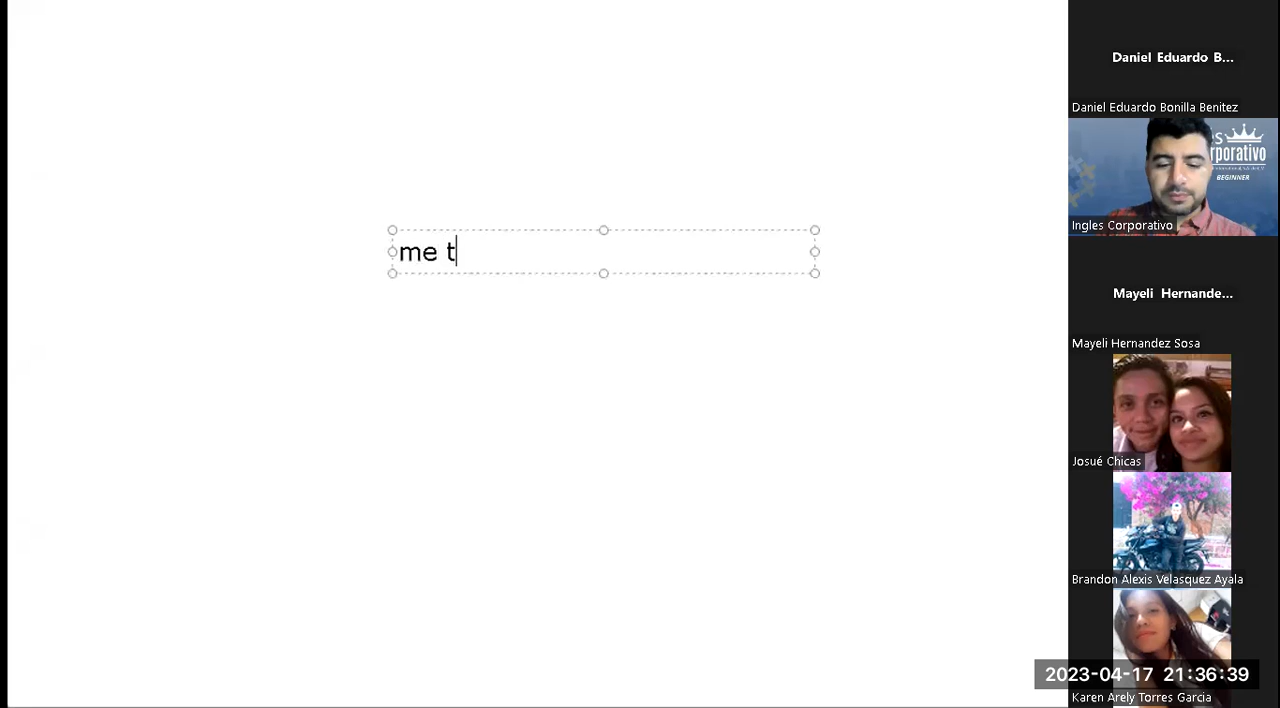 me t
Daniel Eduardo B...
Daniel Eduardo Bonilla Benitez
es
rporativo
BEGINNER
Ingles Corporativo
Mayeli Hernande...
Mayeli Hernandez Sosa
Josué Chicas
Brandon Alexis Velasquez Ayala
2023-04-17 21:36:39
Karen Arely Torres Garcia